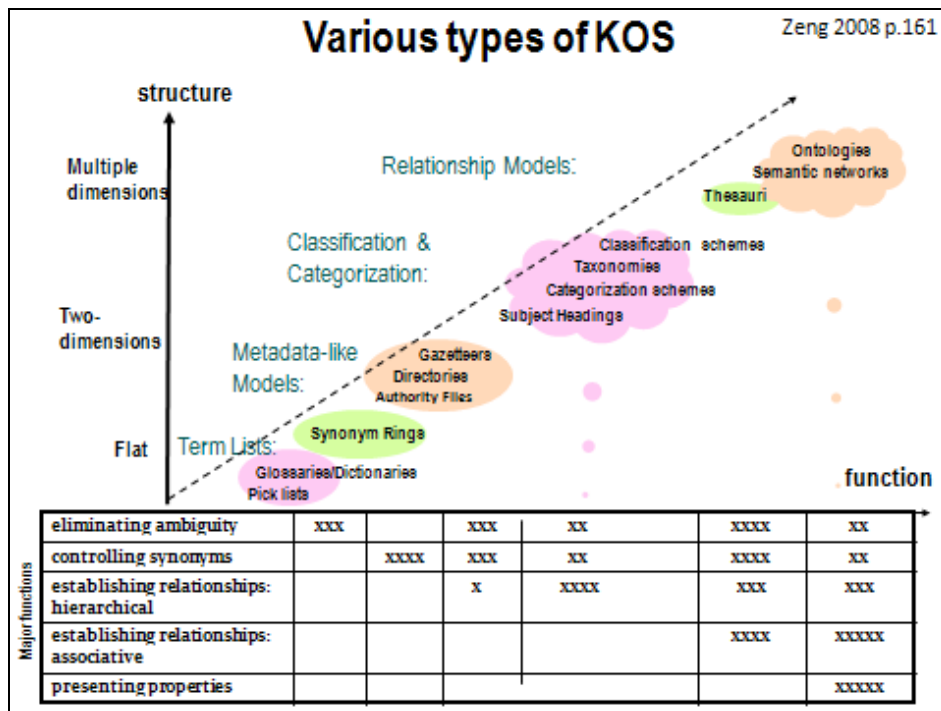 Various types of KOS
Zeng 2008 p.161
structure
Multiple
dimensions
Relationship Models:
Ontologies
Semantic networks
Thesauri
Classification &
Categorization:
Classification schemes
Taxonomies
Categorization schemes
Subject Headings
Two-
dimensions
Metadata-like
Models:
Gazetteers
Directories
Authority Files
Flat
Term Lists:
Synonym Rings
Glossaries/Dictionaries
Pick lists
function
Major functions
eliminating ambiguity xxx xxx xx xxxx xx
controlling synonyms xxxx xxx xx xxxx xx
establishing relationships:
hierarchical x xxxx xxx xxx
establishing relationships:
associative xxxx xxxxx
presenting properties xxxxx